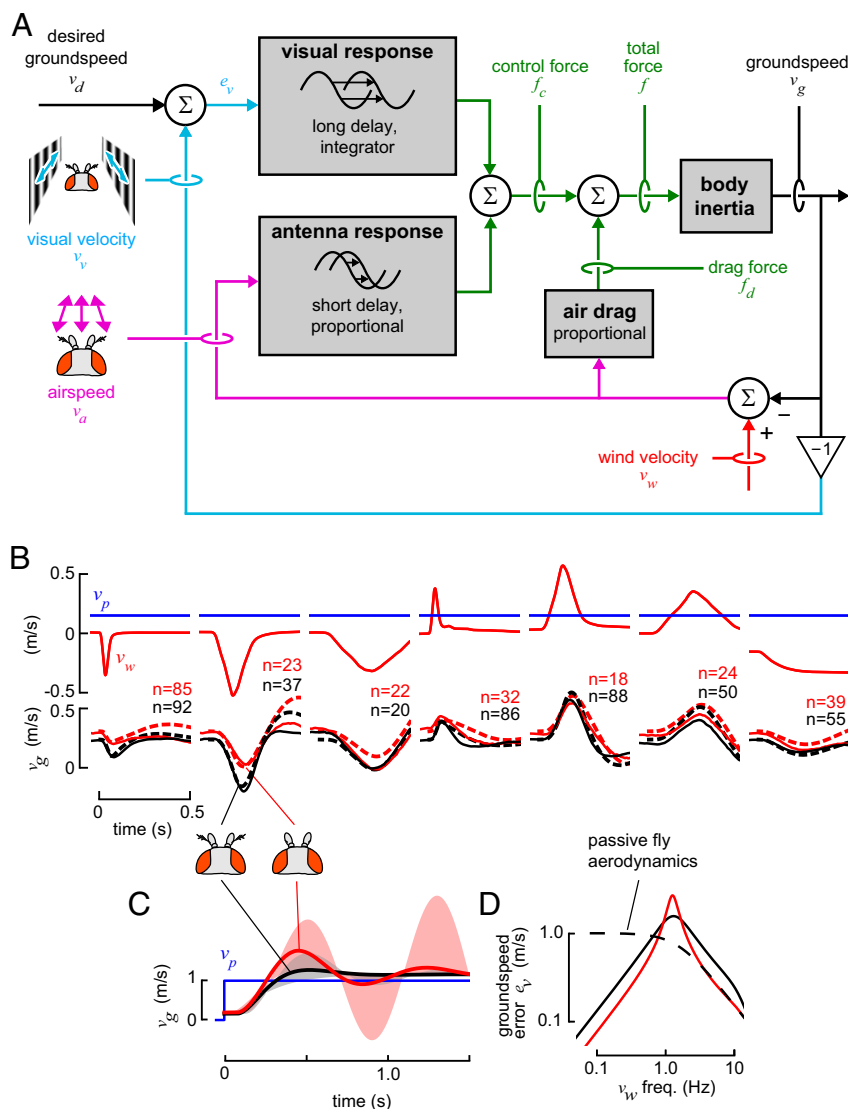 A
desired
groundspeed
v_d
Σ
e_v
visual response
long delay,
integrator
control force
f_c
total
force
f
groundspeed
v_g
Σ
Σ
body
inertia
visual velocity
v_v
antenna response
short delay,
proportional
drag force
f_d
air drag
proportional
airspeed
v_a
Σ
−
+
−1
wind velocity
v_w
B
0.5
0
-0.5
(m/s)
v_p
v_w
n=85
n=92
n=23
n=37
n=22
n=20
n=32
n=86
n=18
n=88
n=24
n=50
n=39
n=55
0.5
0
v_g (m/s)
0
0.5
time (s)
C
v_p
1
0
v_g (m/s)
0
1.0
time (s)
passive fly
aerodynamics
D
1.0
0.1
groundspeed
error ê_v (m/s)
0.1
1.0
10
v_w freq. (Hz)